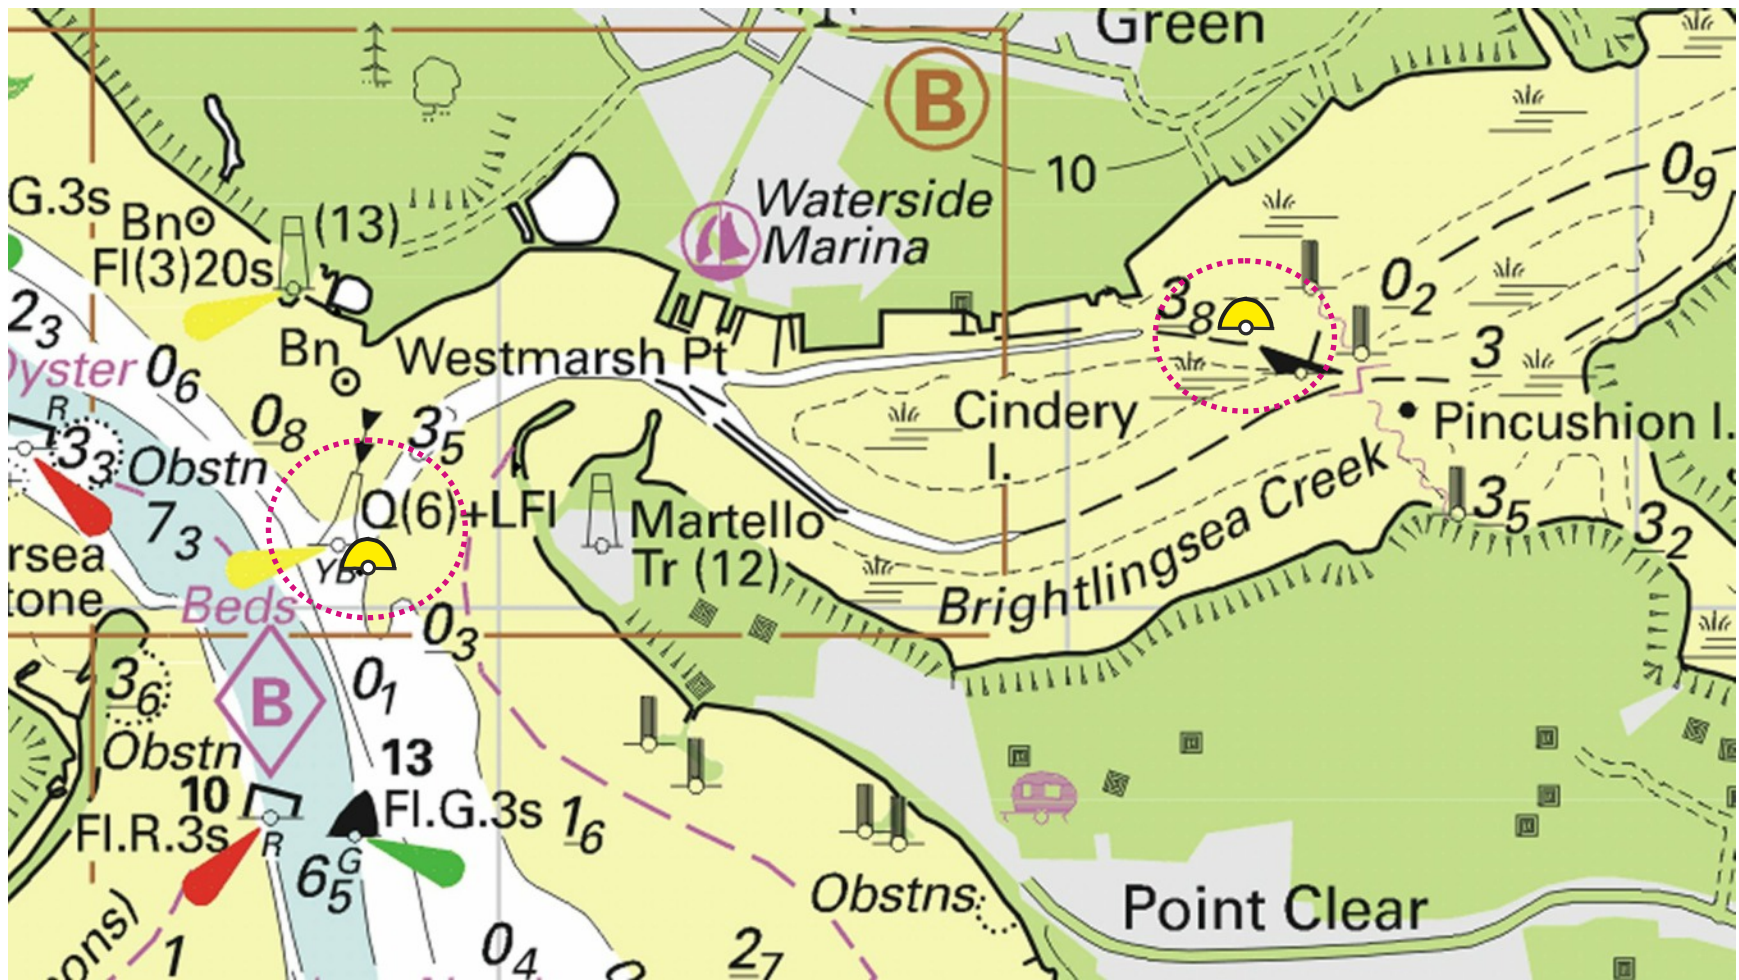 Green
B
10
0₉
G.3s
Bn
(13)
Fl(3)20s
Waterside
Marina
2₃
Bn
Westmarsh Pt
3₈
0₂
3
Oyster
0₆
R
0₈
3₅
Cindery
I.
Pincushion I.
3₃
Obstn
7₃
Q(6)+LFl
Martello
Tr (12)
Brightlingsea Creek
3₅
3₂
rsea
tone
YB
Beds
0₃
3₆
B
0₁
Obstn
10
13
Fl.R.3s
R
Fl.G.3s
G
6₅
1₆
Obstns
Point Clear
ons)
1
0₄
2₇